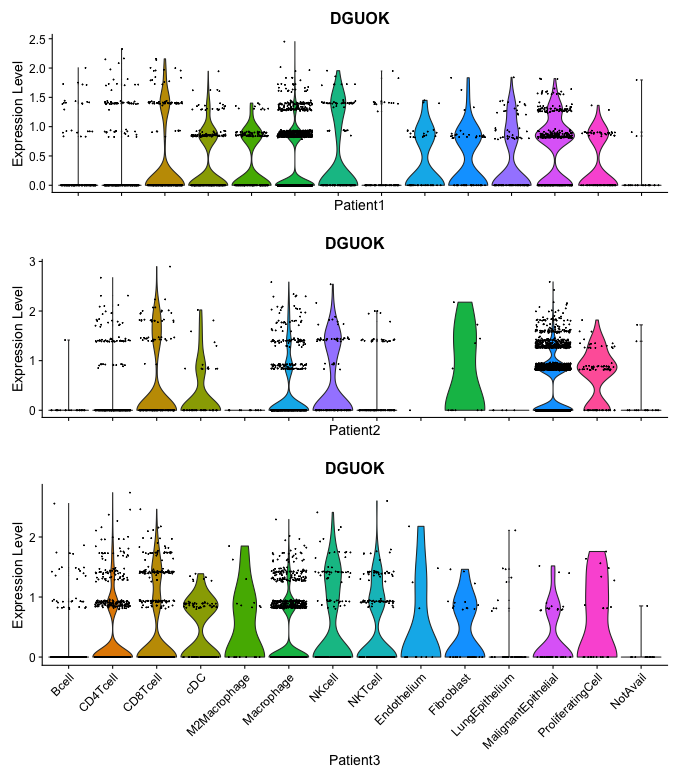 DGUOK
Expression Level
2.5
2.0
1.5
1.0
0.5
0.0
Patient1
DGUOK
Expression Level
3
2
1
0
Patient2
DGUOK
Expression Level
2
1
0
Bcell
CD4Tcell
CD8Tcell
cDC
M2Macrophage
Macrophage
NKcell
NKTcell
Endothelium
Fibroblast
LungEpithelium
MalignantEpithelial
ProliferatingCell
NotAvail
Patient3